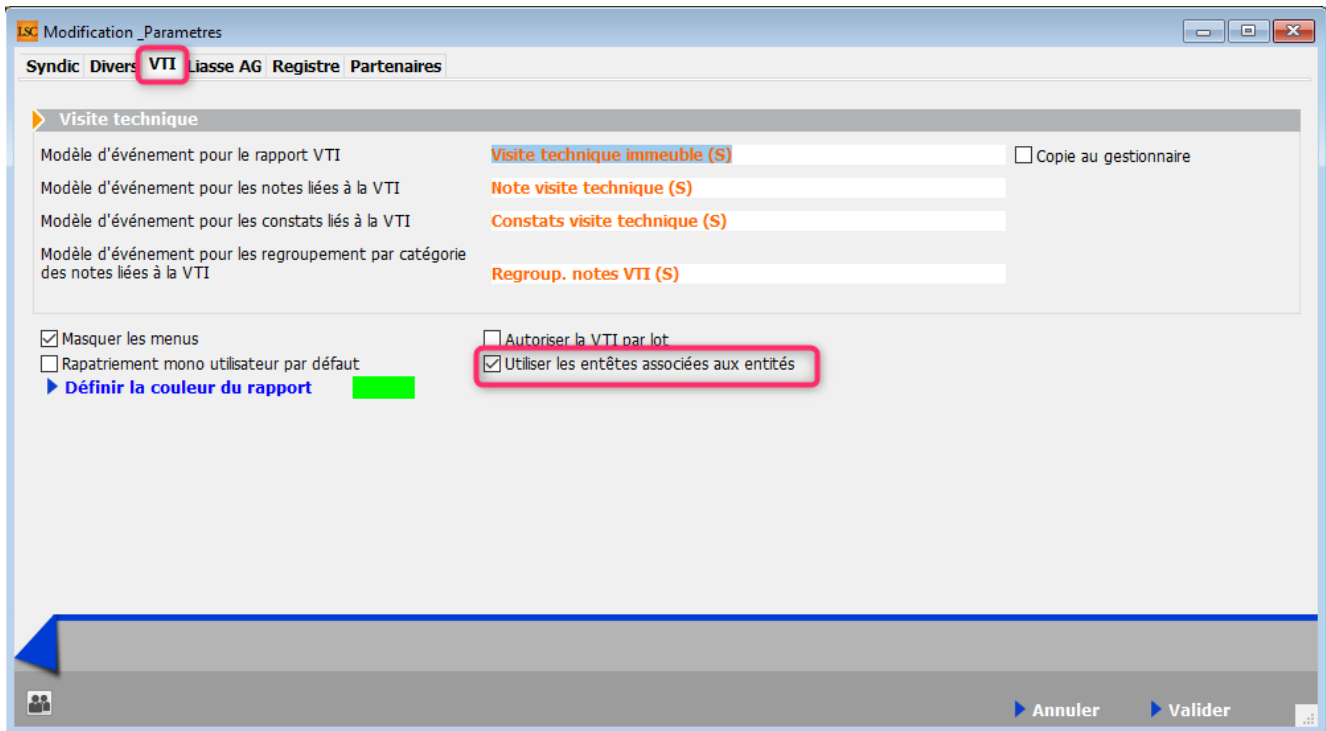 LSC Modification _Parametres
Syndic Divers VTI Liasse AG Registre Partenaires
Visite technique
Modèle d'événement pour le rapport VTI Visite technique immeuble (S) Copie au gestionnaire
Modèle d'événement pour les notes liées à la VTI Note visite technique (S)
Modèle d'événement pour les constats liés à la VTI Constats visite technique (S)
Modèle d'événement pour les regroupement par catégorie
des notes liées à la VTI Regroup. notes VTI (S)
Masquer les menus Autoriser la VTI par lot
Rapatriement mono utilisateur par défaut Utiliser les entêtes associées aux entités
Définir la couleur du rapport
Annuler Valider